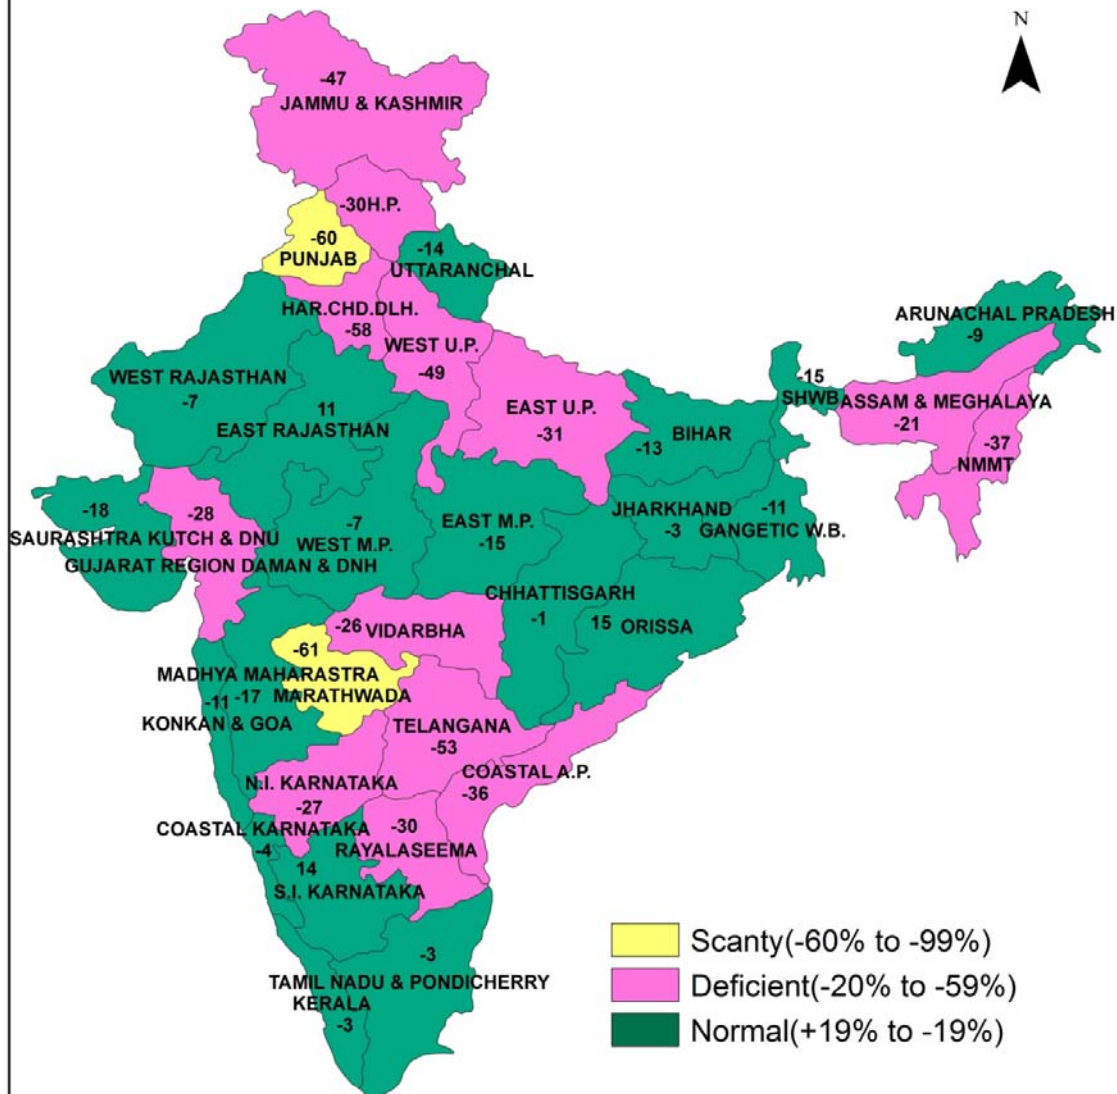 N
-47
JAMMU & KASHMIR
-30H.P.
-60
PUNJAB
-14
UTTARANCHAL
HAR.CHD.DLH.
-58
WEST U.P.
-49
ARUNACHAL PRADESH
-9
WEST RAJASTHAN
-7
11
EAST RAJASTHAN
EAST U.P.
-31
-15
SHWB
ASSAM & MEGHALAYA
-21
-37
NMMT
BIHAR
-13
-18
SAURASHTRA KUTCH & DNU
-28
GUJARAT REGION DAMAN & DNH
-7
WEST M.P.
EAST M.P.
-15
JHARKHAND
-3
-11
GANGETIC W.B.
CHHATTISGARH
-1
15 ORISSA
-26 VIDARBHA
-61
MADHYA MAHARASTRA
MARATHWADA
-17
-11
KONKAN & GOA
TELANGANA
-53
COASTAL A.P.
-36
N.I. KARNATAKA
-27
COASTAL KARNATAKA
-4
-30
RAYALASEEMA
14
S.I. KARNATAKA
-3
TAMIL NADU & PONDICHERRY
KERALA
-3
Scanty(-60% to -99%)
Deficient(-20% to -59%)
Normal(+19% to -19%)